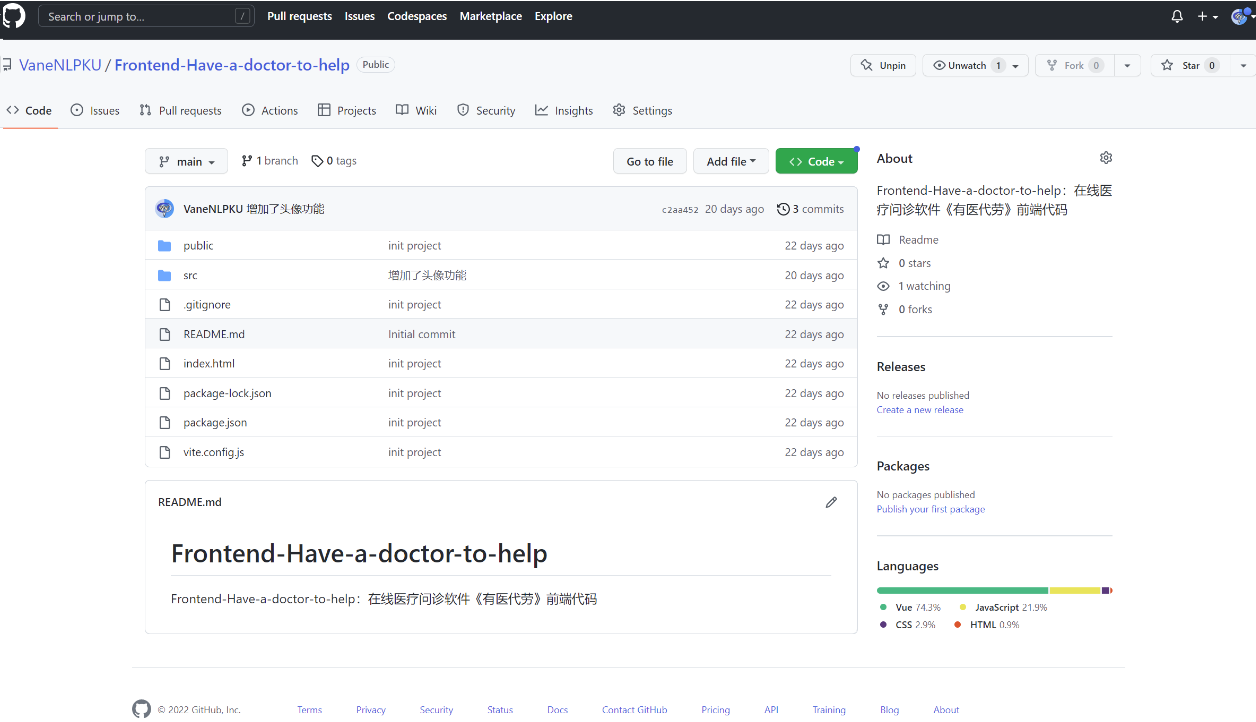 Search or jump to... /
Pull requests Issues Codespaces Marketplace Explore
VaneNLPKU / Frontend-Have-a-doctor-to-help Public
Unpin Unwatch 1 Fork 0 Star 0
Code Issues Pull requests Actions Projects Wiki Security Insights Settings
main 1 branch 0 tags
Go to file Add file Code
VaneNLPKU 增加了头像功能 c2aa452 20 days ago 3 commits
public init project 22 days ago
src 增加了头像功能 20 days ago
.gitignore init project 22 days ago
README.md Initial commit 22 days ago
index.html init project 22 days ago
package-lock.json init project 22 days ago
package.json init project 22 days ago
vite.config.js init project 22 days ago
README.md
Frontend-Have-a-doctor-to-help
Frontend-Have-a-doctor-to-help：在线医疗问诊软件《有医代劳》前端代码
About
Frontend-Have-a-doctor-to-help：在线医
疗问诊软件《有医代劳》前端代码
Readme
0 stars
1 watching
0 forks
Releases
No releases published
Create a new release
Packages
No packages published
Publish your first package
Languages
Vue 74.3% JavaScript 21.9%
CSS 2.9% HTML 0.9%
© 2022 GitHub, Inc. Terms Privacy Security Status Docs Contact GitHub Pricing API Training Blog About